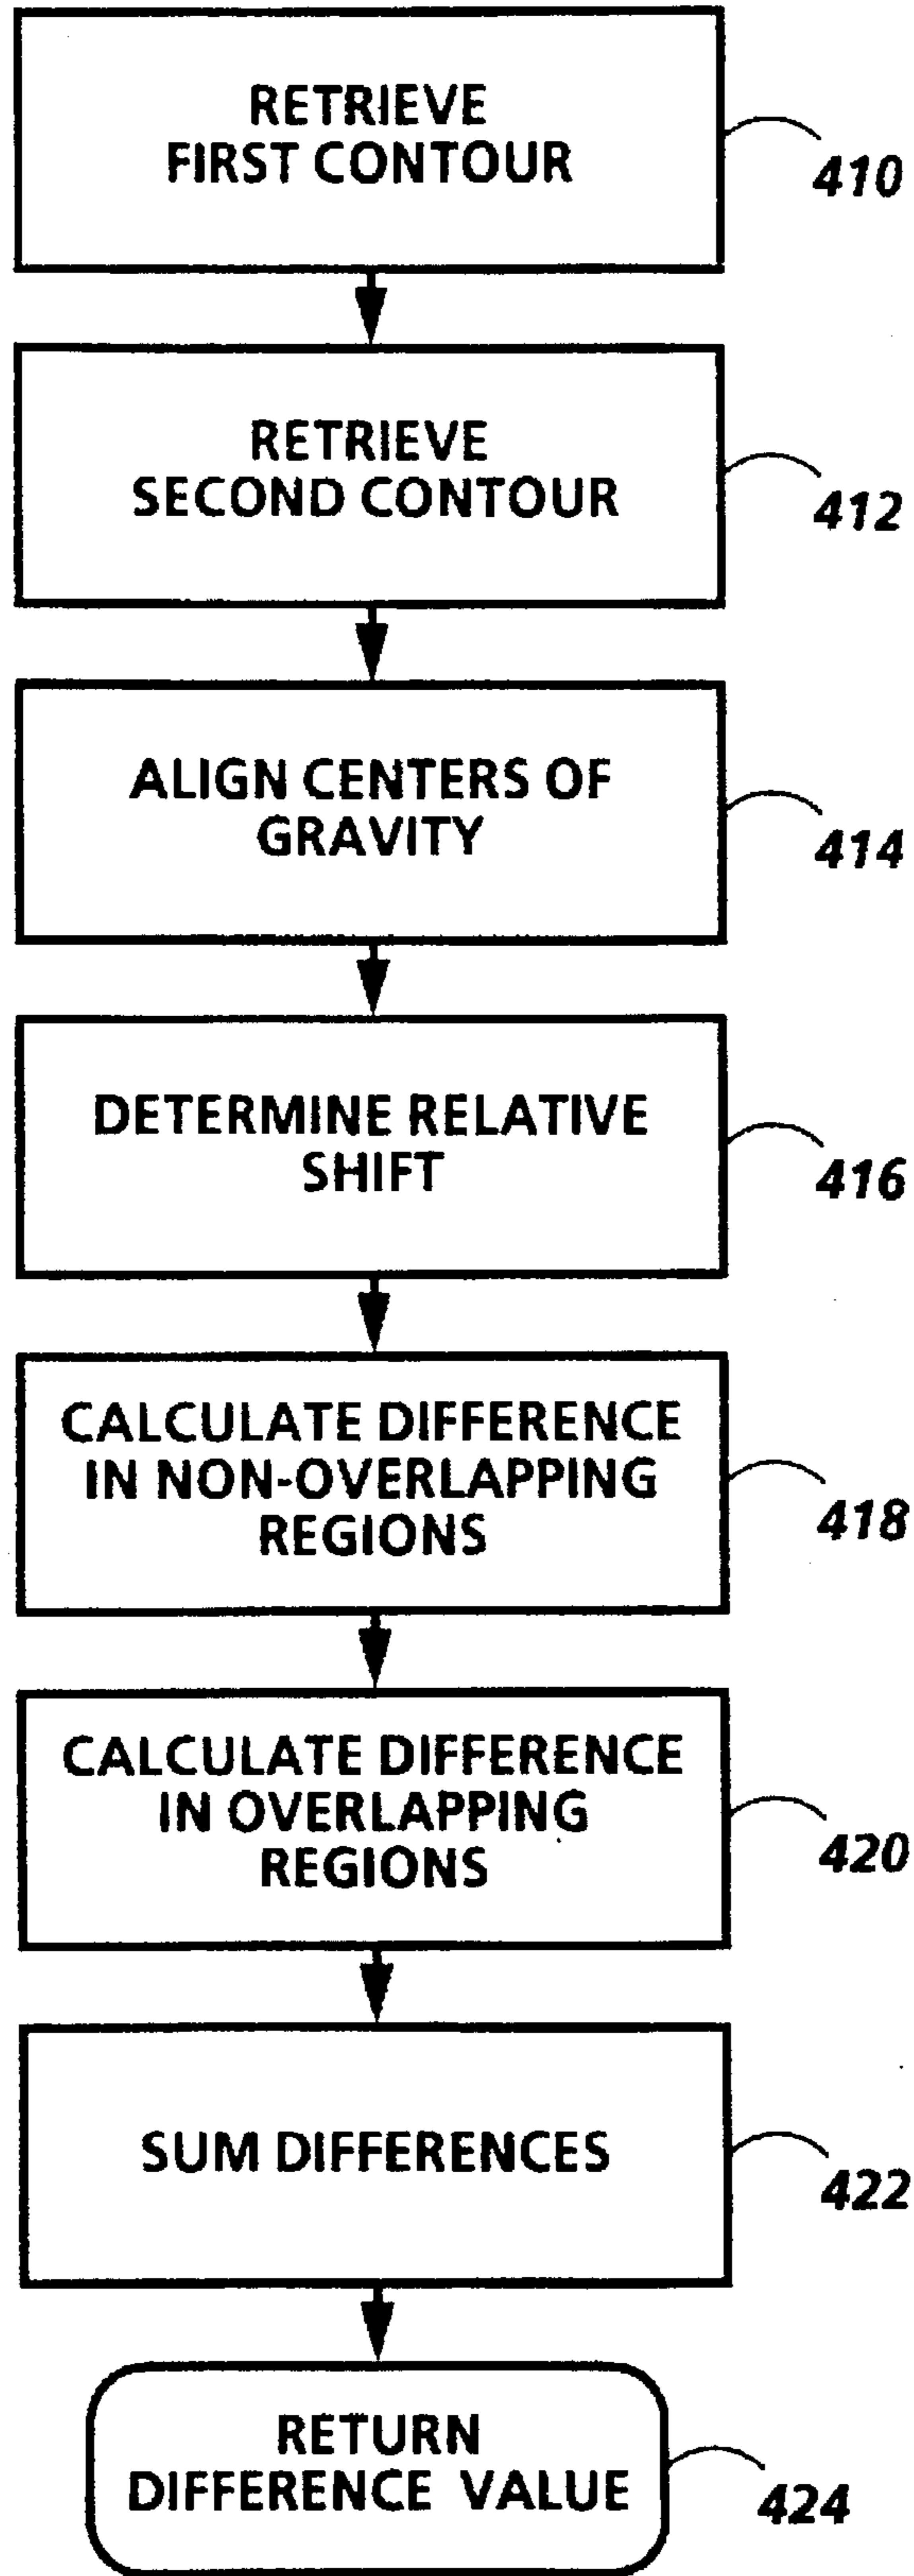 RETRIEVE
FIRST CONTOUR
410
RETRIEVE
SECOND CONTOUR
412
ALIGN CENTERS OF
GRAVITY
414
DETERMINE RELATIVE
SHIFT
416
CALCULATE DIFFERENCE
IN NON-OVERLAPPING
REGIONS
418
CALCULATE DIFFERENCE
IN OVERLAPPING
REGIONS
420
SUM DIFFERENCES
422
RETURN
DIFFERENCE VALUE
424